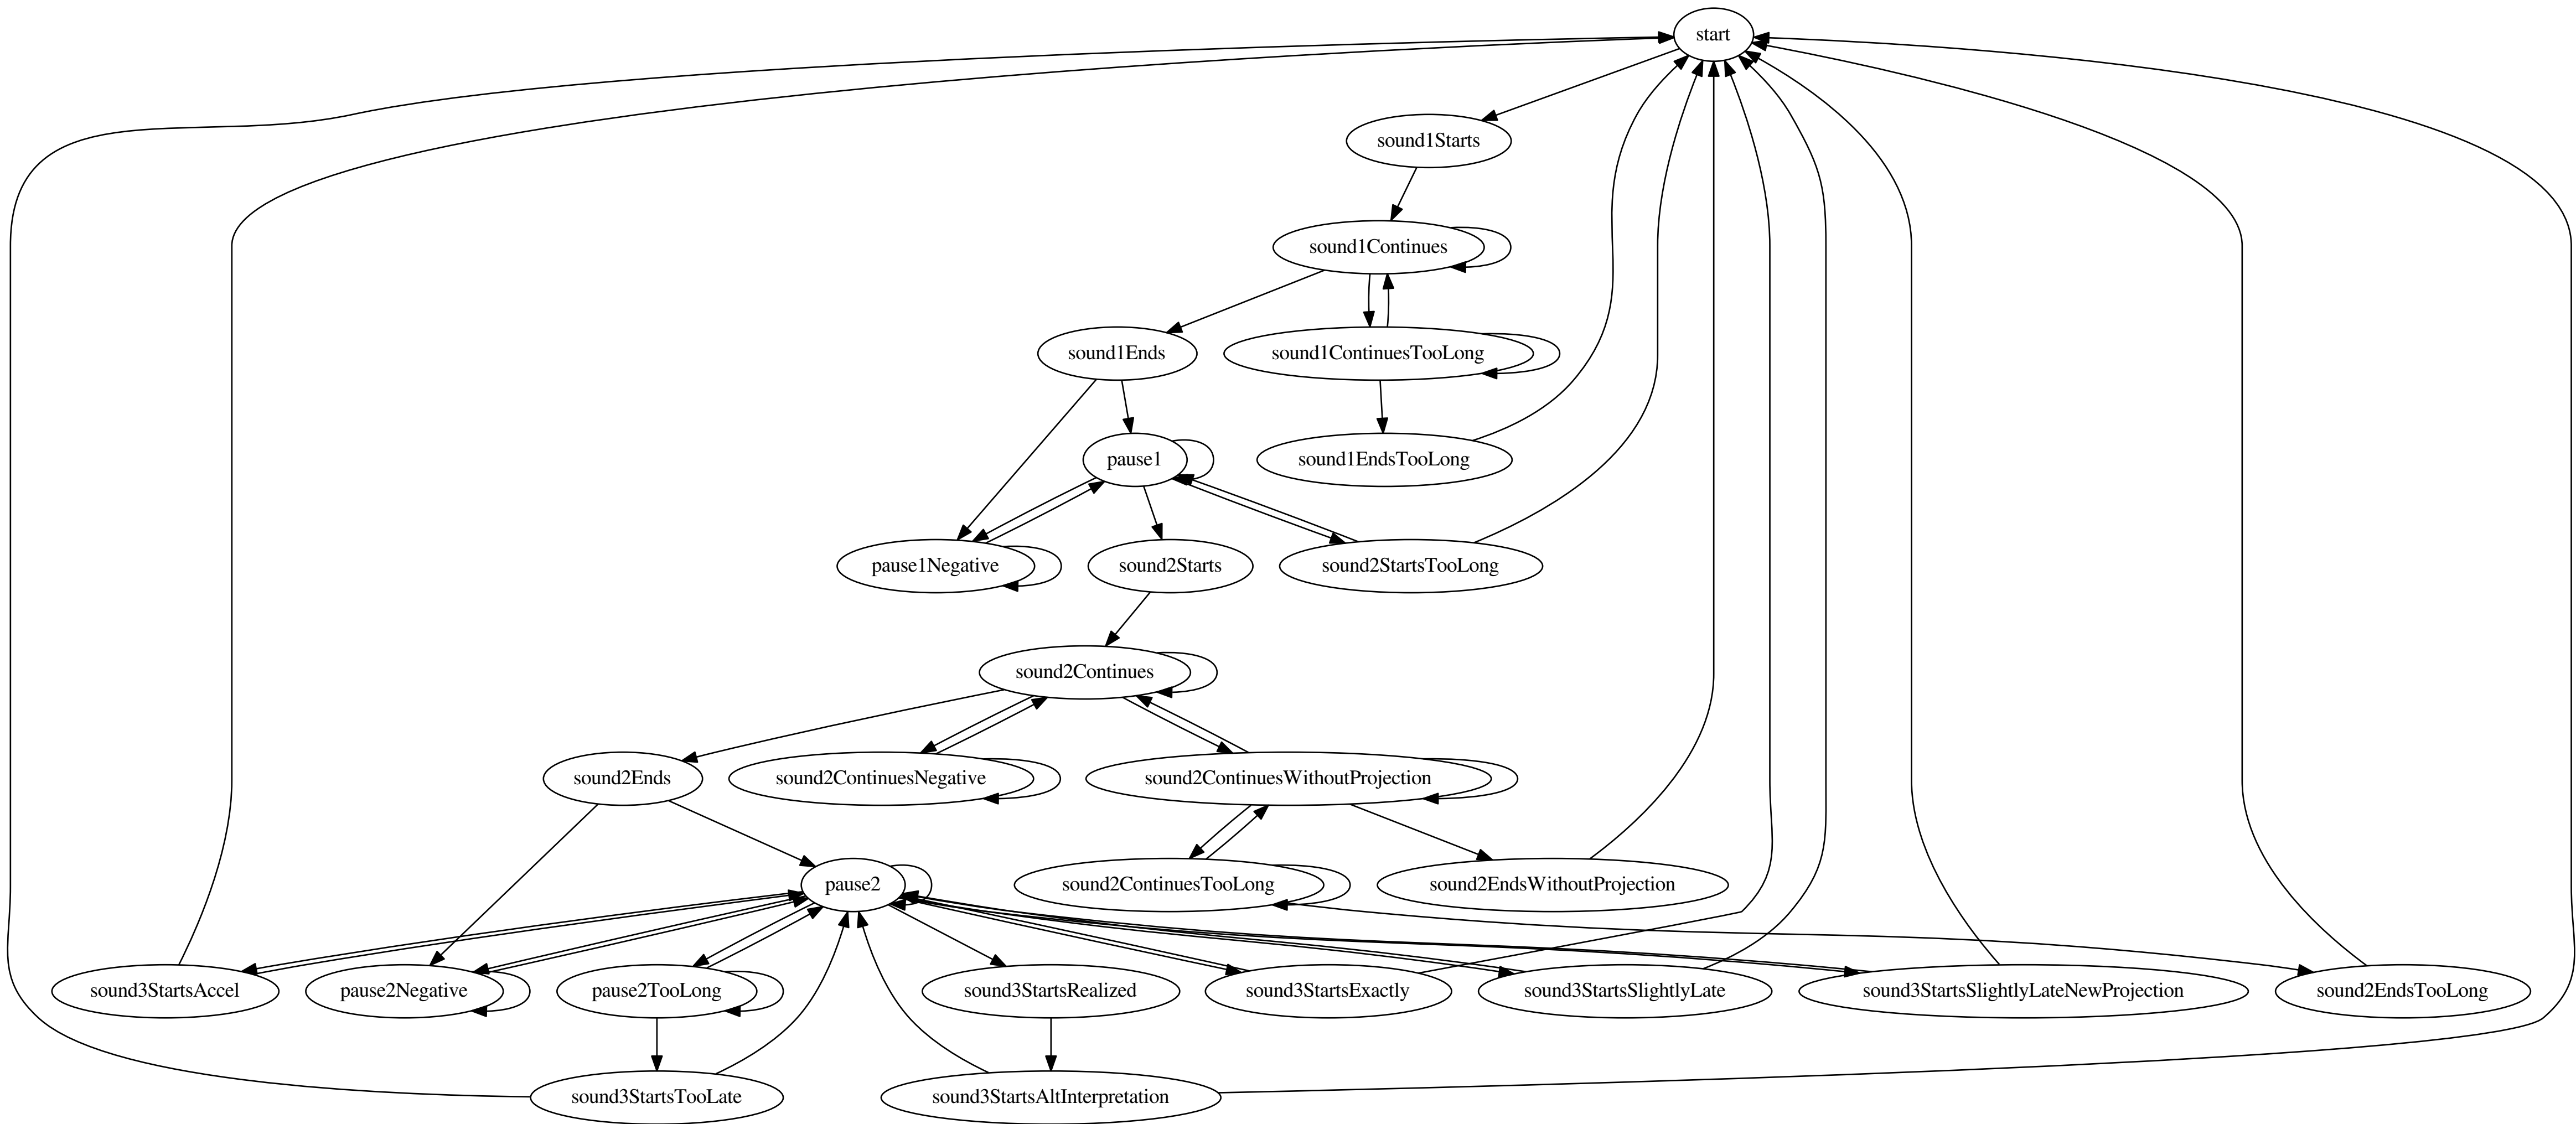 start
sound1Starts
sound1Continues
sound1Ends
sound1ContinuesTooLong
pause1
sound1EndsTooLong
pause1Negative
sound2Starts
sound2StartsTooLong
sound2Continues
sound2Ends
sound2ContinuesNegative
sound2ContinuesWithoutProjection
pause2
sound2ContinuesTooLong
sound2EndsWithoutProjection
sound3StartsAccel
pause2Negative
pause2TooLong
sound3StartsRealized
sound3StartsExactly
sound3StartsSlightlyLate
sound3StartsSlightlyLateNewProjection
sound2EndsTooLong
sound3StartsTooLate
sound3StartsAltInterpretation